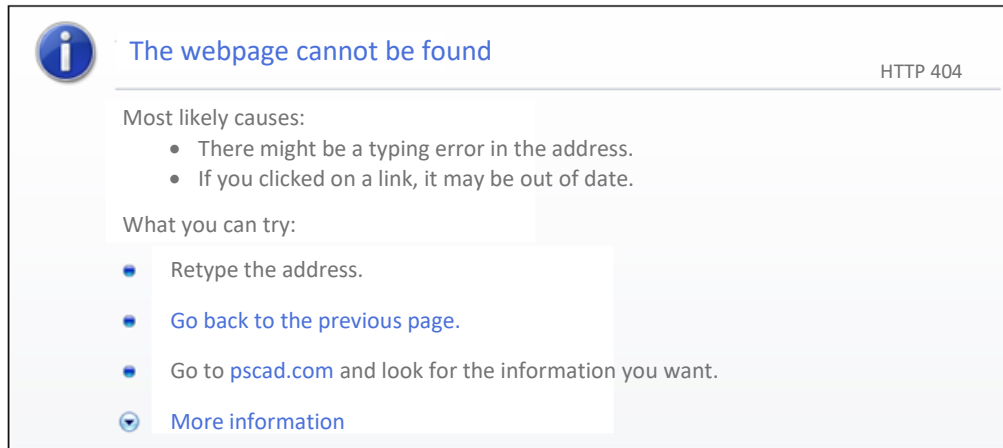 The webpage cannot be found
HTTP 404
Most likely causes:
• There might be a typing error in the address.
• If you clicked on a link, it may be out of date.
What you can try:
Retype the address.
Go back to the previous page.
Go to pscad.com and look for the information you want.
More information